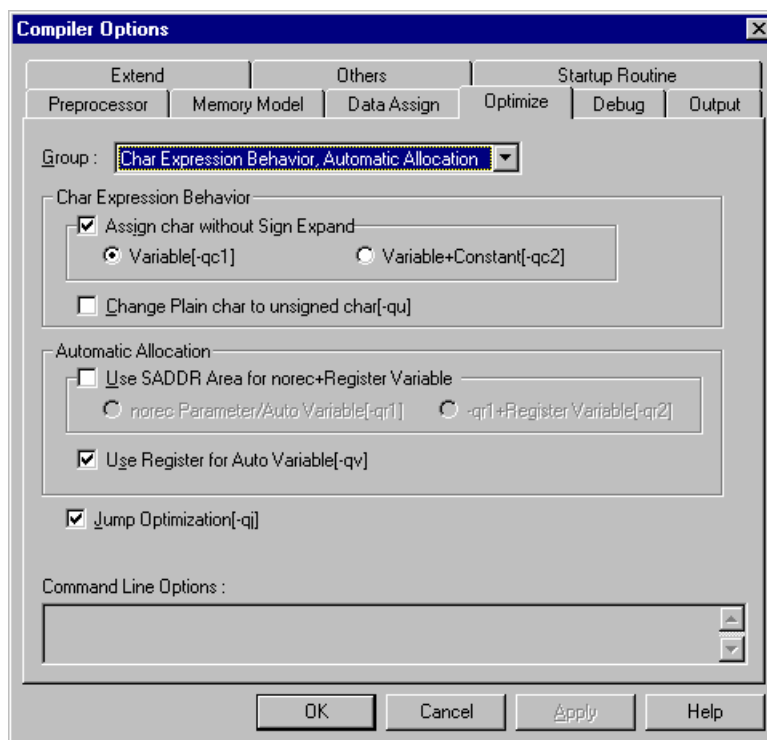 Compiler Options
Extend Others Startup Routine
Preprocessor Memory Model Data Assign Optimize Debug Output
Group : Char Expression Behavior, Automatic Allocation
Char Expression Behavior
Assign char without Sign Expand
Variable[-qc1] Variable+Constant[-qc2]
Change Plain char to unsigned char[-qu]
Automatic Allocation
Use SADDR Area for norec+Register Variable
norec Parameter/Auto Variable[-qr1] -qr1+Register Variable[-qr2]
Use Register for Auto Variable[-qv]
Jump Optimization[-qj]
Command Line Options :
OK Cancel Apply Help